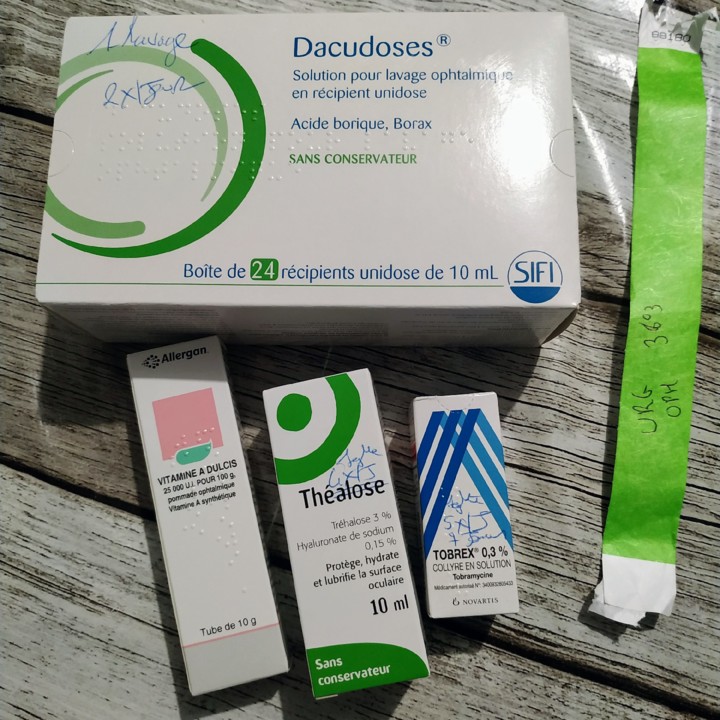 1 lavage
2x/Jour
Dacudoses®
Solution pour lavage ophtalmique
en récipient unidose
Acide borique, Borax
SANS CONSERVATEUR
Boîte de 24 récipients unidose de 10 mL
SIFI
Allergan
VITAMINE A DULCIS
25 000 U.I. POUR 100 g,
pommade ophtalmique
Vitamine A synthétique
Tube de 10 g
Théalose
Tréhalose 3 %
Hyaluronate de sodium
0,15 %
Protège, hydrate
et lubrifie la surface
oculaire
10 ml
Sans
conservateur
5x/J
TOBREX® 0,3 %
COLLYRE EN SOLUTION
Tobramycine
NOVARTIS
URG 3603
OPH